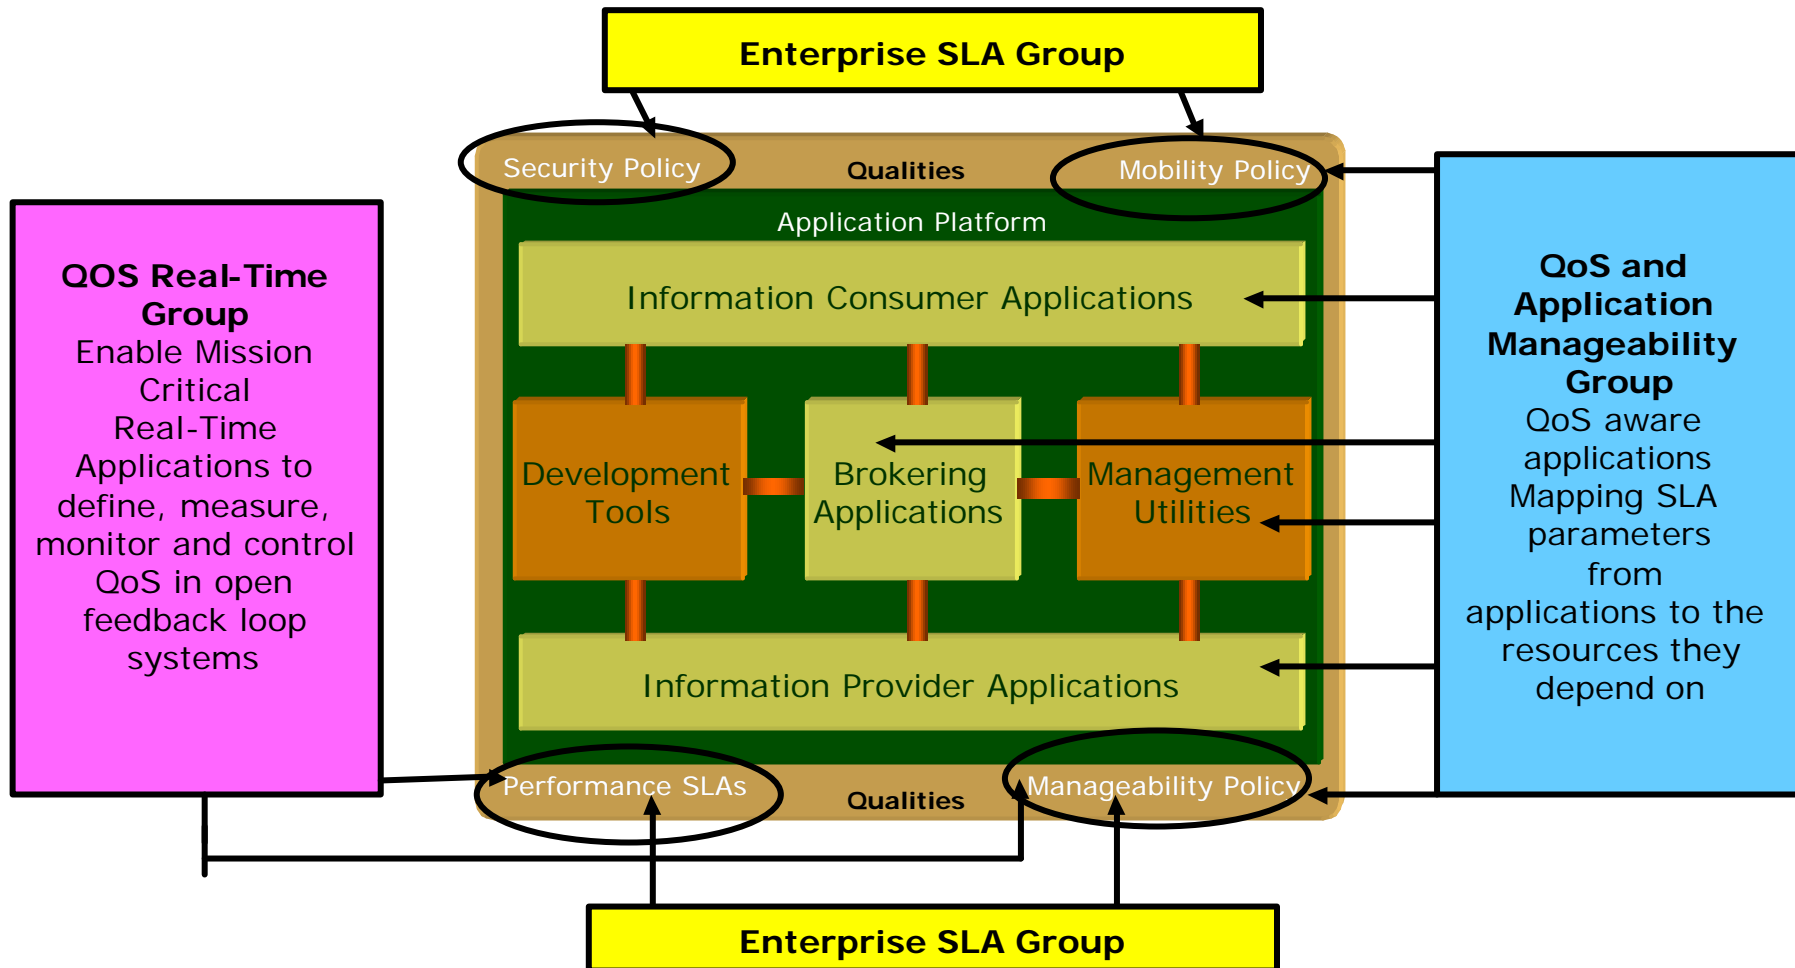 Enterprise SLA Group
Security Policy
Qualities
Mobility Policy
Application Platform
Information Consumer Applications
Development
Tools
Brokering
Applications
Management
Utilities
Information Provider Applications
Performance SLAs
Qualities
Manageability Policy
QOS Real-Time
Group
Enable Mission
Critical
Real-Time
Applications to
define, measure,
monitor and control
QoS in open
feedback loop
systems
QoS and
Application
Manageability
Group
QoS aware
applications
Mapping SLA
parameters
from
applications to the
resources they
depend on
Enterprise SLA Group